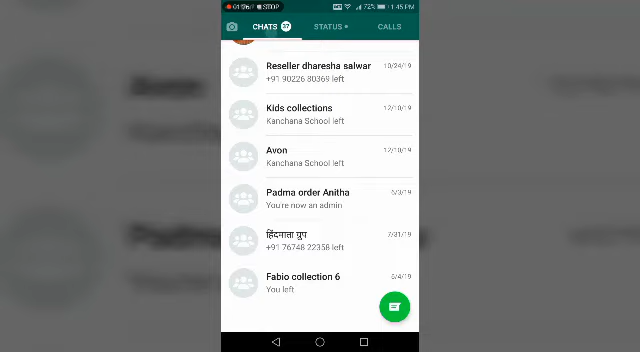 STOP
72% 1:45 PM
CHATS 37 STATUS CALLS
Reseller dharesha salwar 10/24/19
+91 90226 80369 left
Kids collections 12/10/19
Kanchana School left
Avon 12/10/19
Kanchana School left
Padma order Anitha 6/3/19
You're now an admin
हिंदमाता ग्रुप 7/31/19
+91 76748 22358 left
Fabio collection 6 6/4/19
You left